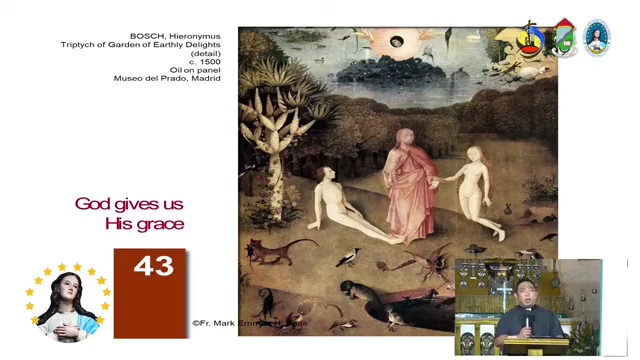 BOSCH, Hieronymus
Triptych of Garden of Earthly Delights
(detail)
c. 1500
Oil on panel
Museo del Prado, Madrid
God gives us
His grace
43
©Fr. Mark